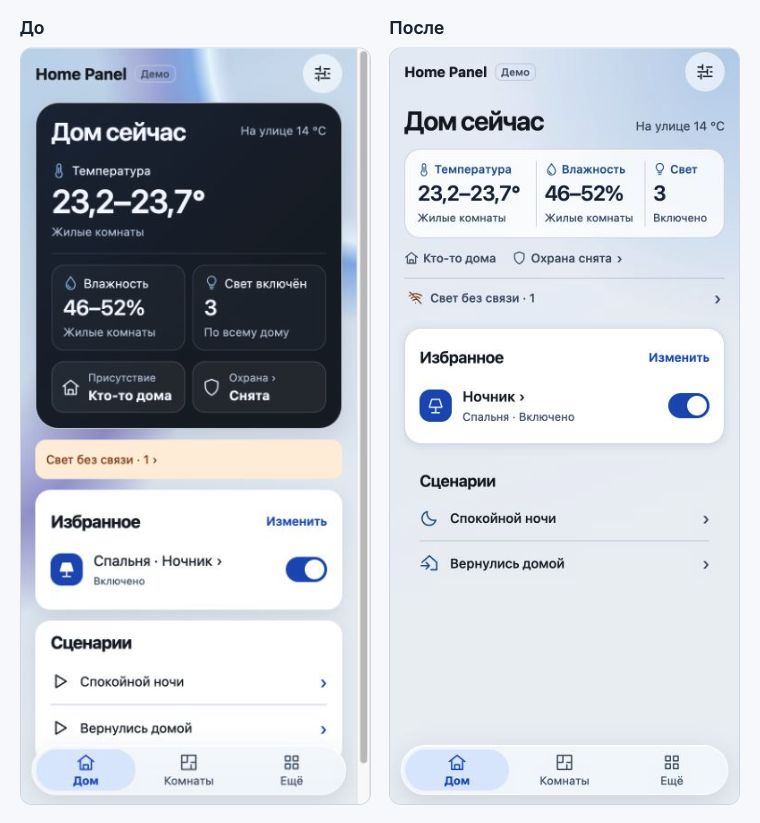 До
Home Panel Демо
Дом сейчас На улице 14 °C
Температура
23,2–23,7°
Жилые комнаты
Влажность
46–52%
Жилые комнаты
Свет включён
3
По всему дому
Присутствие
Кто-то дома
Охрана ›
Снята
Свет без связи · 1 ›
Избранное Изменить
Спальня · Ночник ›
Включено
Сценарии
Спокойной ночи ›
Вернулись домой ›
Дом Комнаты Ещё
После
Home Panel Демо
Дом сейчас На улице 14 °C
Температура
23,2–23,7°
Жилые комнаты
Влажность
46–52%
Жилые комнаты
Свет
3
Включено
Кто-то дома Охрана снята ›
Свет без связи · 1 ›
Избранное Изменить
Ночник ›
Спальня · Включено
Сценарии
Спокойной ночи ›
Вернулись домой ›
Дом Комнаты Ещё